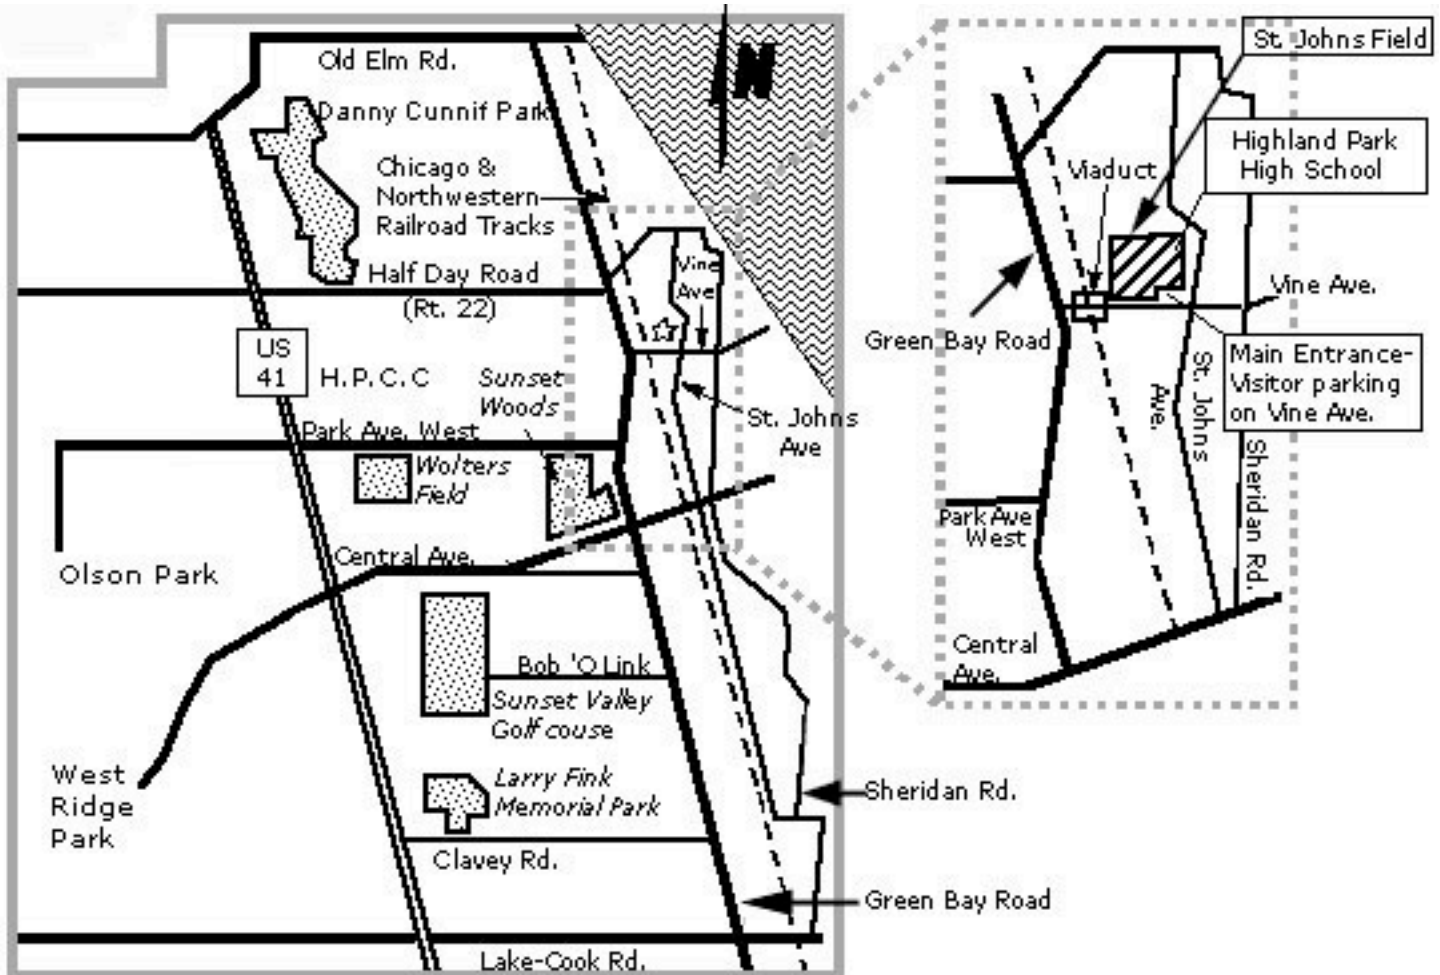 Old Elm Rd.
N
Danny Cunnif Park
Chicago &
Northwestern
Railroad Tracks
Half Day Road
(Rt. 22)
Vine
Ave
US
41
H.P.C.C
Sunset
Woods
Park Ave. West
St. Johns
Ave
Wolters
Field
Central Ave.
Olson Park
Bob 'O Link
Sunset Valley
Golf couse
West
Ridge
Park
Larry Fink
Memorial Park
Clavey Rd.
Sheridan Rd.
Green Bay Road
Lake-Cook Rd.
St. Johns Field
Highland Park
High School
Viaduct
Vine Ave.
Green Bay Road
Main Entrance-
Visitor parking
on Vine Ave.
St. Johns
Ave.
Sheridan Rd.
Park Ave
West
Central
Ave.